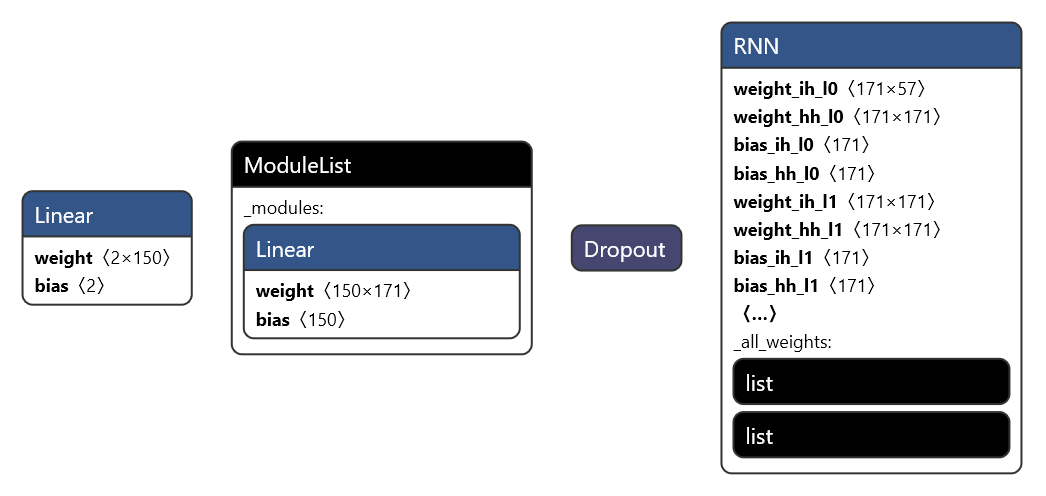 Linear
weight〈2×150〉
bias〈2〉
ModuleList
_modules:
Linear
weight〈150×171〉
bias〈150〉
Dropout
RNN
weight_ih_l0〈171×57〉
weight_hh_l0〈171×171〉
bias_ih_l0〈171〉
bias_hh_l0〈171〉
weight_ih_l1〈171×171〉
weight_hh_l1〈171×171〉
bias_ih_l1〈171〉
bias_hh_l1〈171〉
〈...〉
_all_weights:
list
list